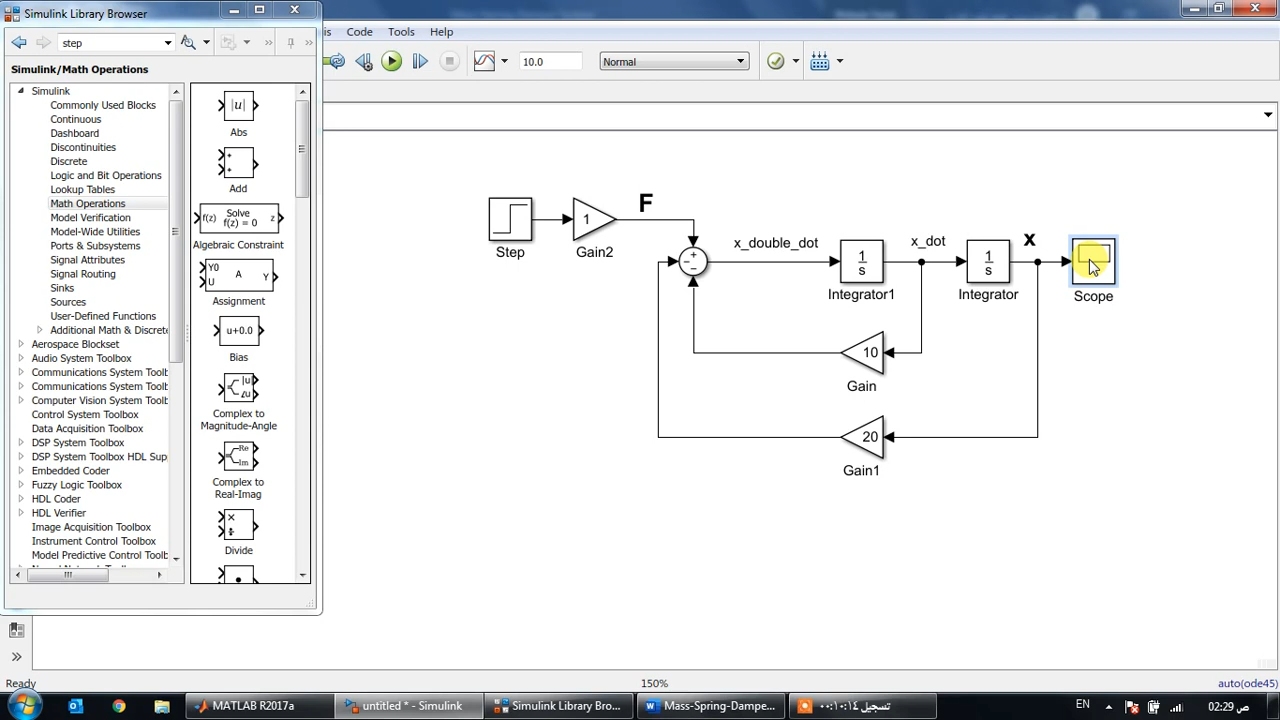 Simulink Library Browser
step
Simulink/Math Operations
Simulink
Commonly Used Blocks
Continuous
Dashboard
Discontinuities
Discrete
Logic and Bit Operations
Lookup Tables
Math Operations
Model Verification
Model-Wide Utilities
Ports & Subsystems
Signal Attributes
Signal Routing
Sinks
Sources
User-Defined Functions
Additional Math & Discrete
Aerospace Blockset
Audio System Toolbox
Communications System Toolb
Communications System Toolb
Computer Vision System Toolb
Control System Toolbox
Data Acquisition Toolbox
DSP System Toolbox
DSP System Toolbox HDL Sup
Embedded Coder
Fuzzy Logic Toolbox
HDL Coder
HDL Verifier
Image Acquisition Toolbox
Instrument Control Toolbox
Model Predictive Control Toolb
|u|
Abs
+
+
Add
f(z) Solve f(z) = 0 z
Algebraic Constraint
Y0
U A Y
Assignment
u+0.0
Bias
|u|
∠u
Complex to
Magnitude-Angle
Re
Im
Complex to
Real-Imag
×
÷
Divide
is Code Tools Help
10.0 Normal
Step
1
Gain2
F
x_double_dot
1
s
Integrator1
x_dot
1
s
Integrator
x
Scope
10
Gain
20
Gain1
Ready 150% auto(ode45)
MATLAB R2017a
untitled * - Simulink
Simulink Library Bro...
Mass-Spring-Dampe...
تسجيل ٠٠:١٠:١٤...
EN
02:29 ص